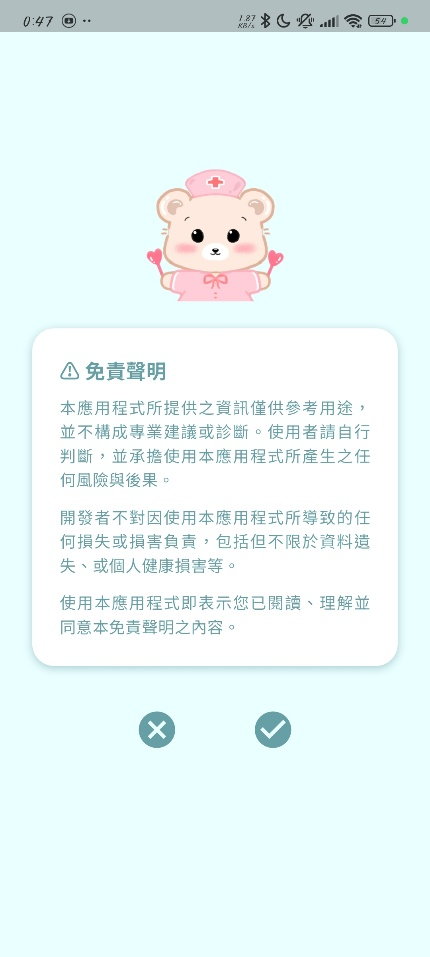 0:47
1.87
KB/s
54
免責聲明
本應用程式所提供之資訊僅供參考用途，
並不構成專業建議或診斷。使用者請自行
判斷，並承擔使用本應用程式所產生之任
何風險與後果。
開發者不對因使用本應用程式所導致的任
何損失或損害負責，包括但不限於資料遺
失、或個人健康損害等。
使用本應用程式即表示您已閱讀、理解並
同意本免責聲明之內容。